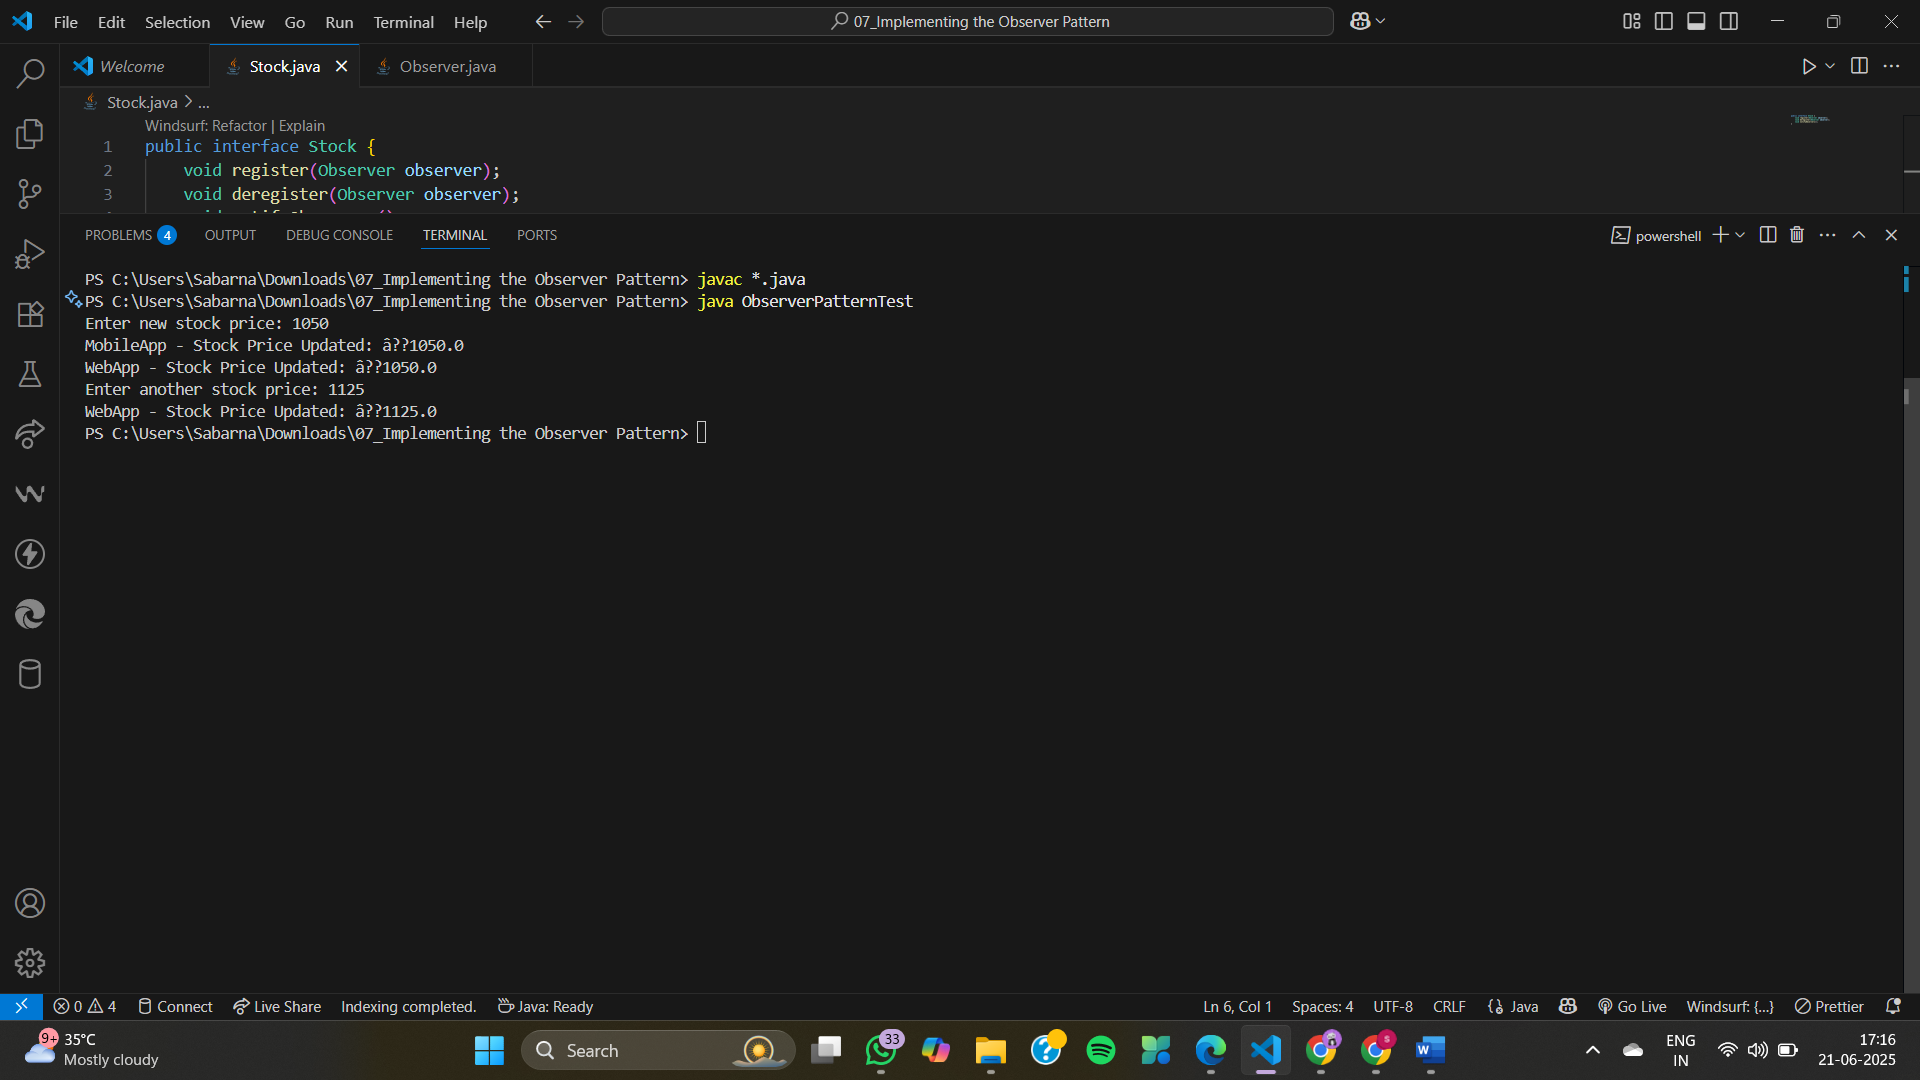 File Edit Selection View Go Run Terminal Help
07_Implementing the Observer Pattern
Welcome Stock.java Observer.java
Stock.java > ...
Windsurf: Refactor | Explain
1 public interface Stock {
2 void register(Observer observer);
3 void deregister(Observer observer);
PROBLEMS 4 OUTPUT DEBUG CONSOLE TERMINAL PORTS
powershell
PS C:\Users\Sabarna\Downloads\07_Implementing the Observer Pattern> javac *.java
PS C:\Users\Sabarna\Downloads\07_Implementing the Observer Pattern> java ObserverPatternTest
Enter new stock price: 1050
MobileApp - Stock Price Updated: â??1050.0
WebApp - Stock Price Updated: â??1050.0
Enter another stock price: 1125
WebApp - Stock Price Updated: â??1125.0
PS C:\Users\Sabarna\Downloads\07_Implementing the Observer Pattern>
0 4 Connect Live Share Indexing completed. Java: Ready
Ln 6, Col 1 Spaces: 4 UTF-8 CRLF {} Java Go Live Windsurf: {...} Prettier
9+ 35°C
Mostly cloudy
Search
33
ENG
IN
17:16
21-06-2025